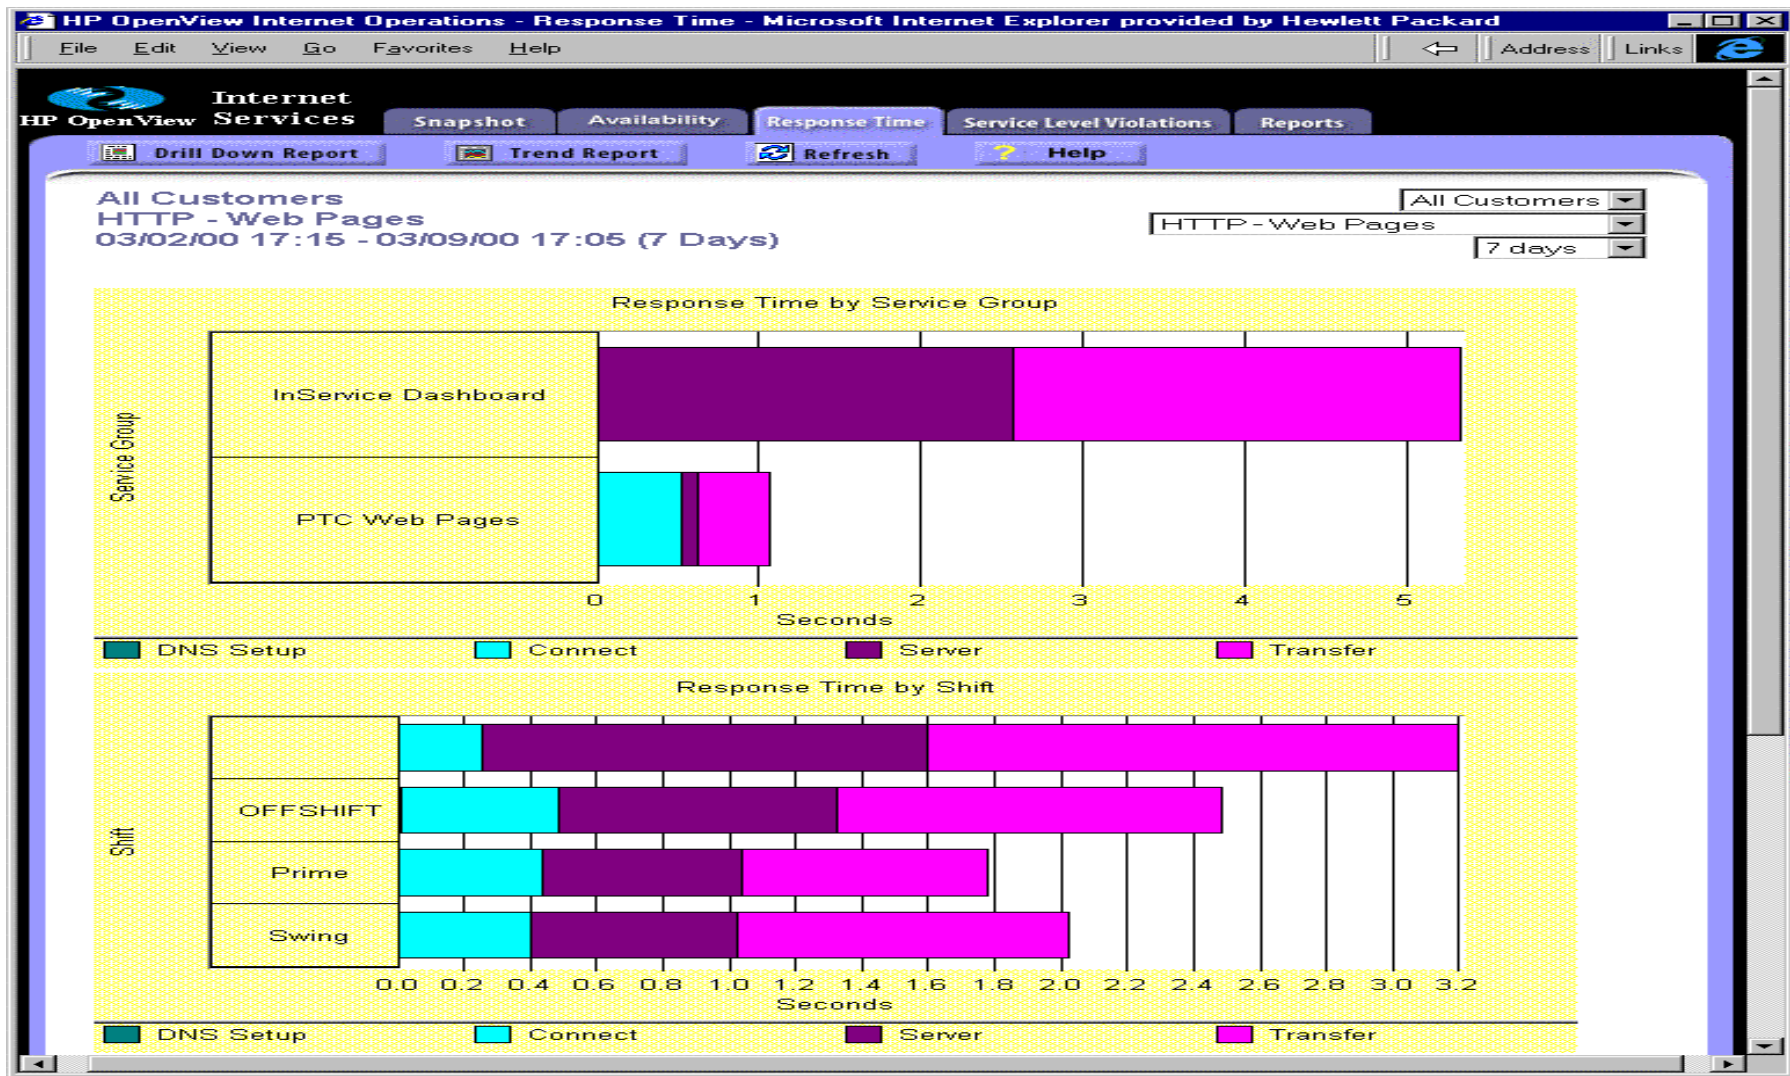 HP OpenView Internet Operations - Response Time - Microsoft Internet Explorer provided by Hewlett Packard
File Edit View Go Favorites Help Address Links
HP OpenView Internet Services
Snapshot Availability Response Time Service Level Violations Reports
Drill Down Report Trend Report Refresh ? Help
All Customers
HTTP - Web Pages
03/02/00 17:15 - 03/09/00 17:05 (7 Days)
All Customers
HTTP - Web Pages
7 days
Response Time by Service Group
Service Group
InService Dashboard
PTC Web Pages
0 1 2 3 4 5
Seconds
DNS Setup Connect Server Transfer
Response Time by Shift
Shift
OFFSHIFT
Prime
Swing
0.0 0.2 0.4 0.6 0.8 1.0 1.2 1.4 1.6 1.8 2.0 2.2 2.4 2.6 2.8 3.0 3.2
Seconds
DNS Setup Connect Server Transfer